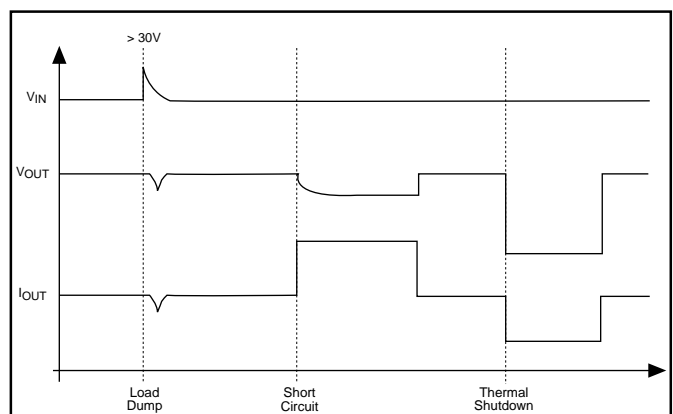 > 30V
VIN
VOUT
IOUT
Load
Dump
Short
Circuit
Thermal
Shutdown